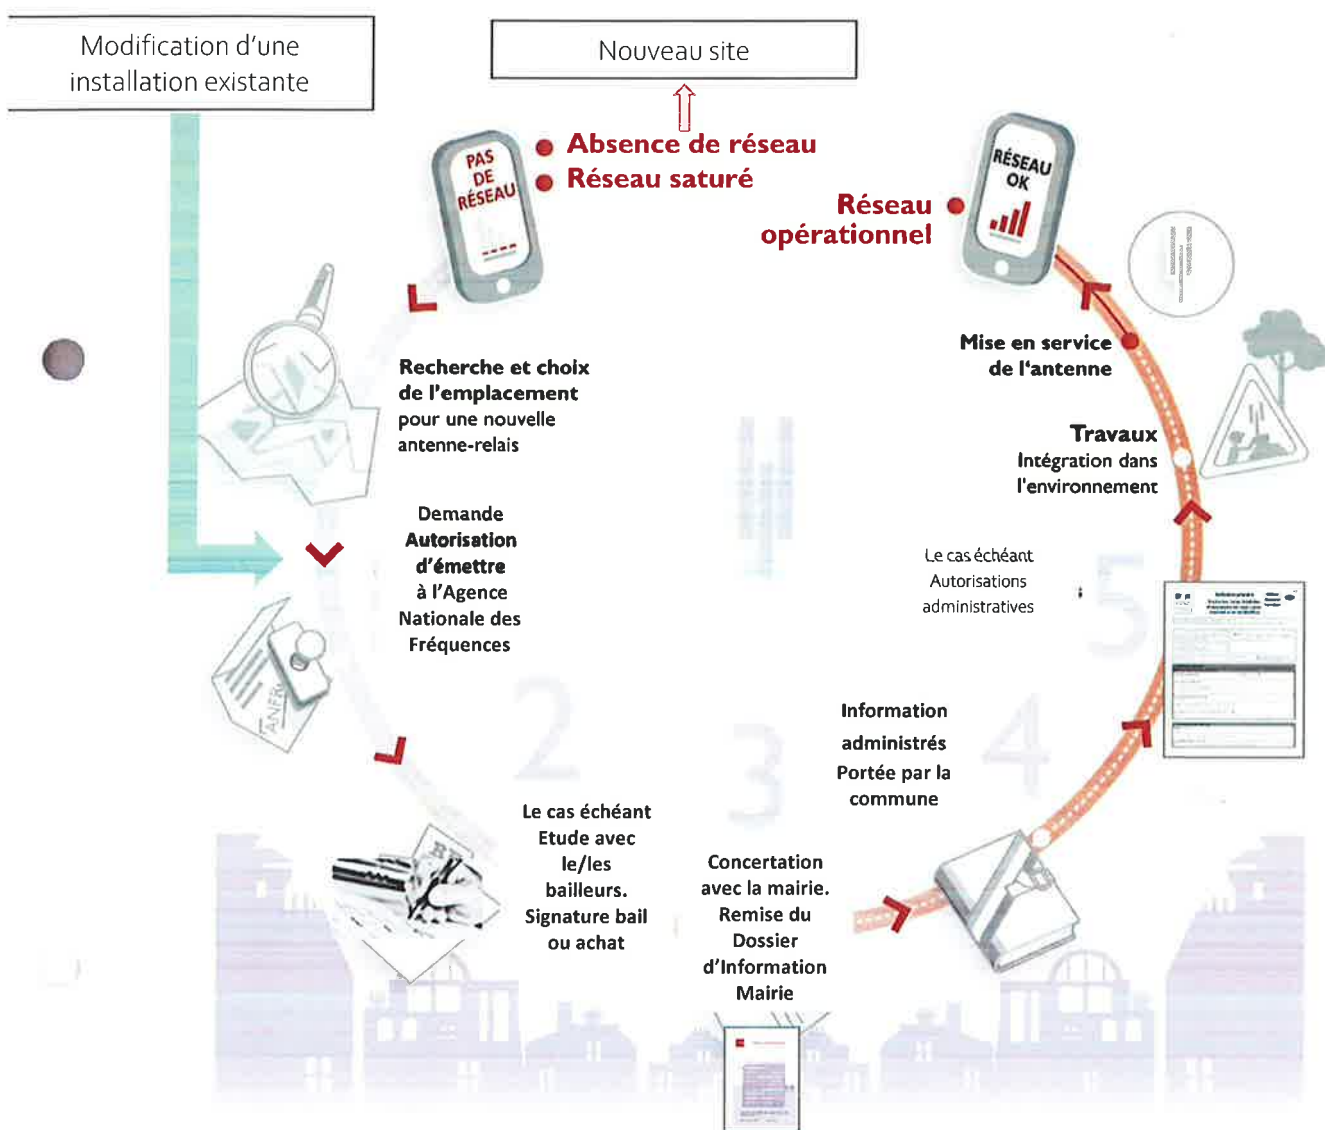 Modification d'une
installation existante
Nouveau site
Absence de réseau
Réseau saturé
PAS
DE
RÉSEAU
RÉSEAU
OK
Réseau
opérationnel
Recherche et choix
de l'emplacement
pour une nouvelle
antenne-relais
Mise en service
de l'antenne
Travaux
Intégration dans
l'environnement
Demande
Autorisation
d'émettre
à l'Agence
Nationale des
Fréquences
ANFR
Le cas échéant
Autorisations
administratives
5
2
3
4
Information
administrés
Portée par la
commune
Le cas échéant
Etude avec
le/les
bailleurs.
Signature bail
ou achat
Concertation
avec la mairie.
Remise du
Dossier
d'Information
Mairie